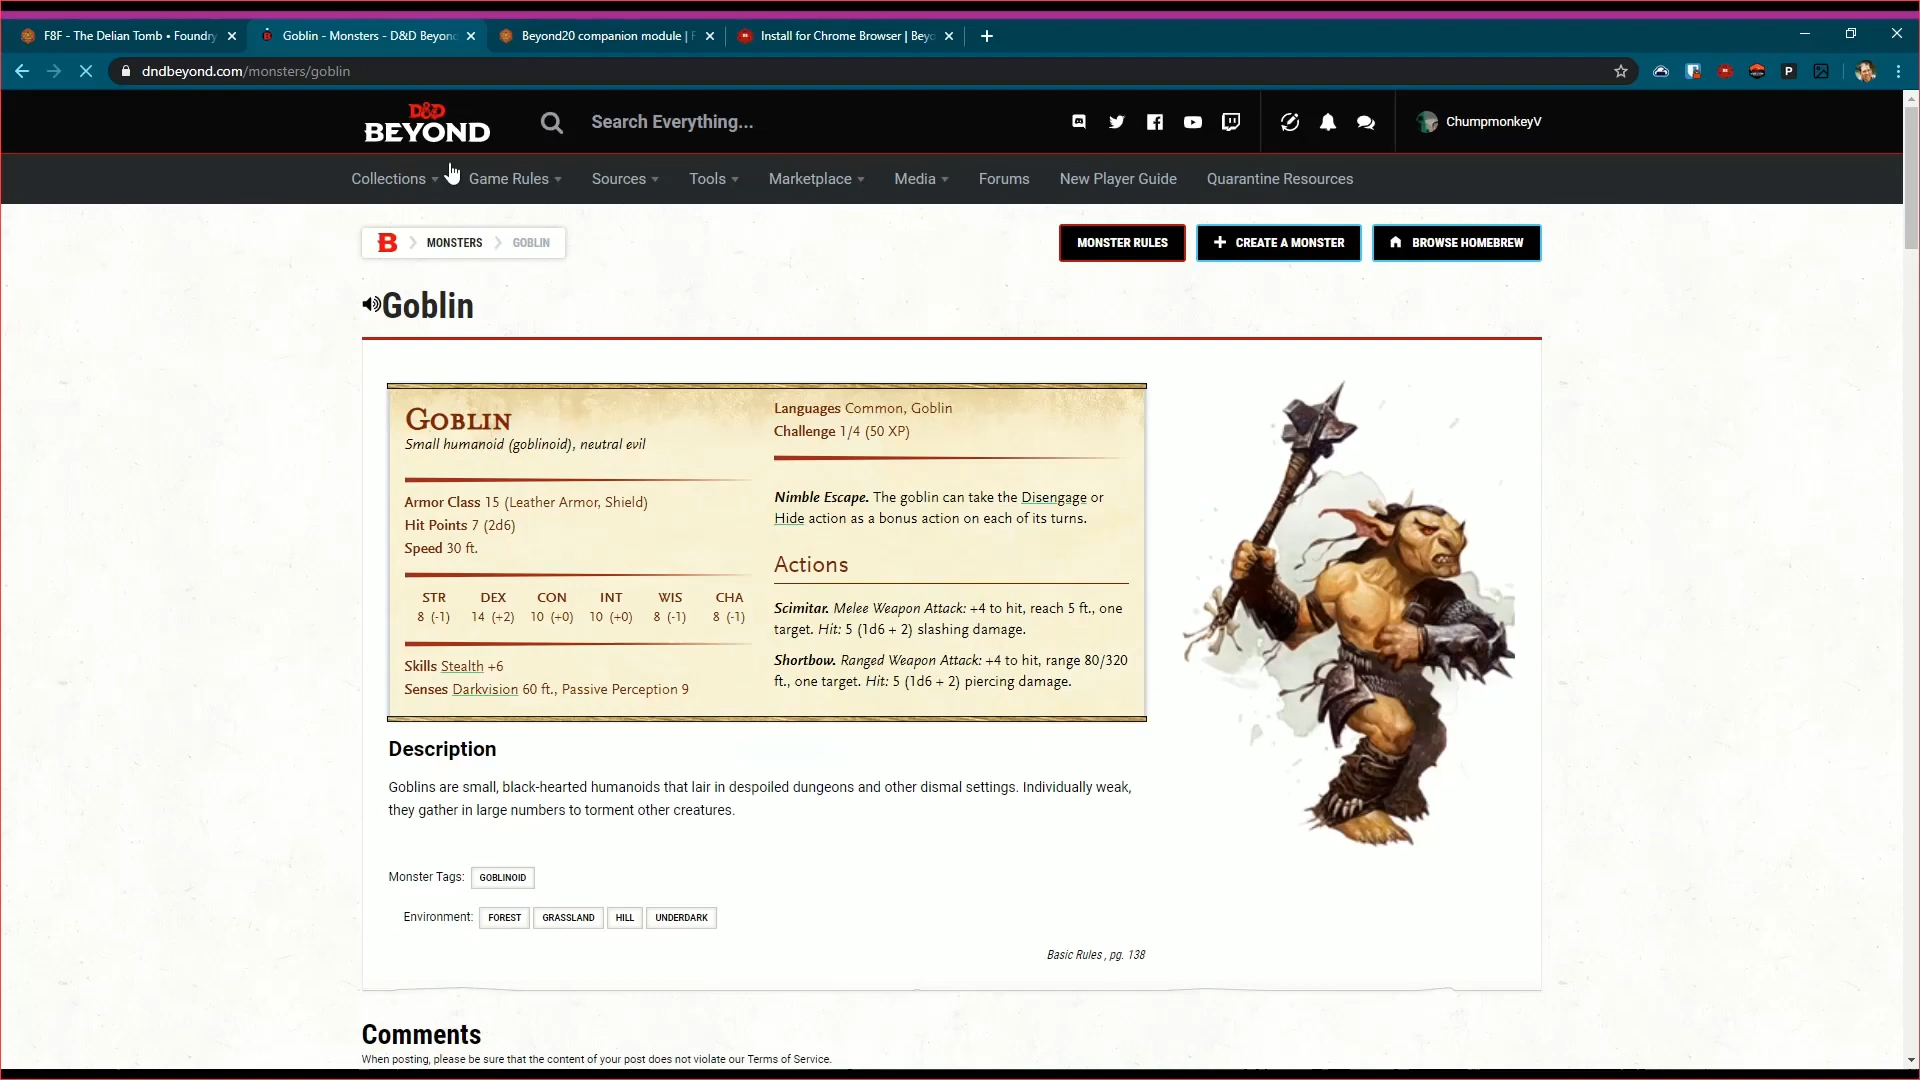 F8F - The Delian Tomb • Foundry
Goblin - Monsters - D&D Beyond
Beyond20 companion module | F
Install for Chrome Browser | Beyo
dndbeyond.com/monsters/goblin
P
D&D
BEYOND
Search Everything...
ChumpmonkeyV
Collections
Game Rules
Sources
Tools
Marketplace
Media
Forums
New Player Guide
Quarantine Resources
B MONSTERS GOBLIN
MONSTER RULES
CREATE A MONSTER
BROWSE HOMEBREW
Goblin
GOBLIN
Small humanoid (goblinoid), neutral evil
Armor Class 15 (Leather Armor, Shield)
Hit Points 7 (2d6)
Speed 30 ft.
STR DEX CON INT WIS CHA
8 (-1) 14 (+2) 10 (+0) 10 (+0) 8 (-1) 8 (-1)
Skills Stealth +6
Senses Darkvision 60 ft., Passive Perception 9
Languages Common, Goblin
Challenge 1/4 (50 XP)
Nimble Escape. The goblin can take the Disengage or
Hide action as a bonus action on each of its turns.
Actions
Scimitar. Melee Weapon Attack: +4 to hit, reach 5 ft., one
target. Hit: 5 (1d6 + 2) slashing damage.
Shortbow. Ranged Weapon Attack: +4 to hit, range 80/320
ft., one target. Hit: 5 (1d6 + 2) piercing damage.
Description
Goblins are small, black-hearted humanoids that lair in despoiled dungeons and other dismal settings. Individually weak,
they gather in large numbers to torment other creatures.
Monster Tags: GOBLINOID
Environment: FOREST GRASSLAND HILL UNDERDARK
Basic Rules , pg. 138
Comments
When posting, please be sure that the content of your post does not violate our Terms of Service.